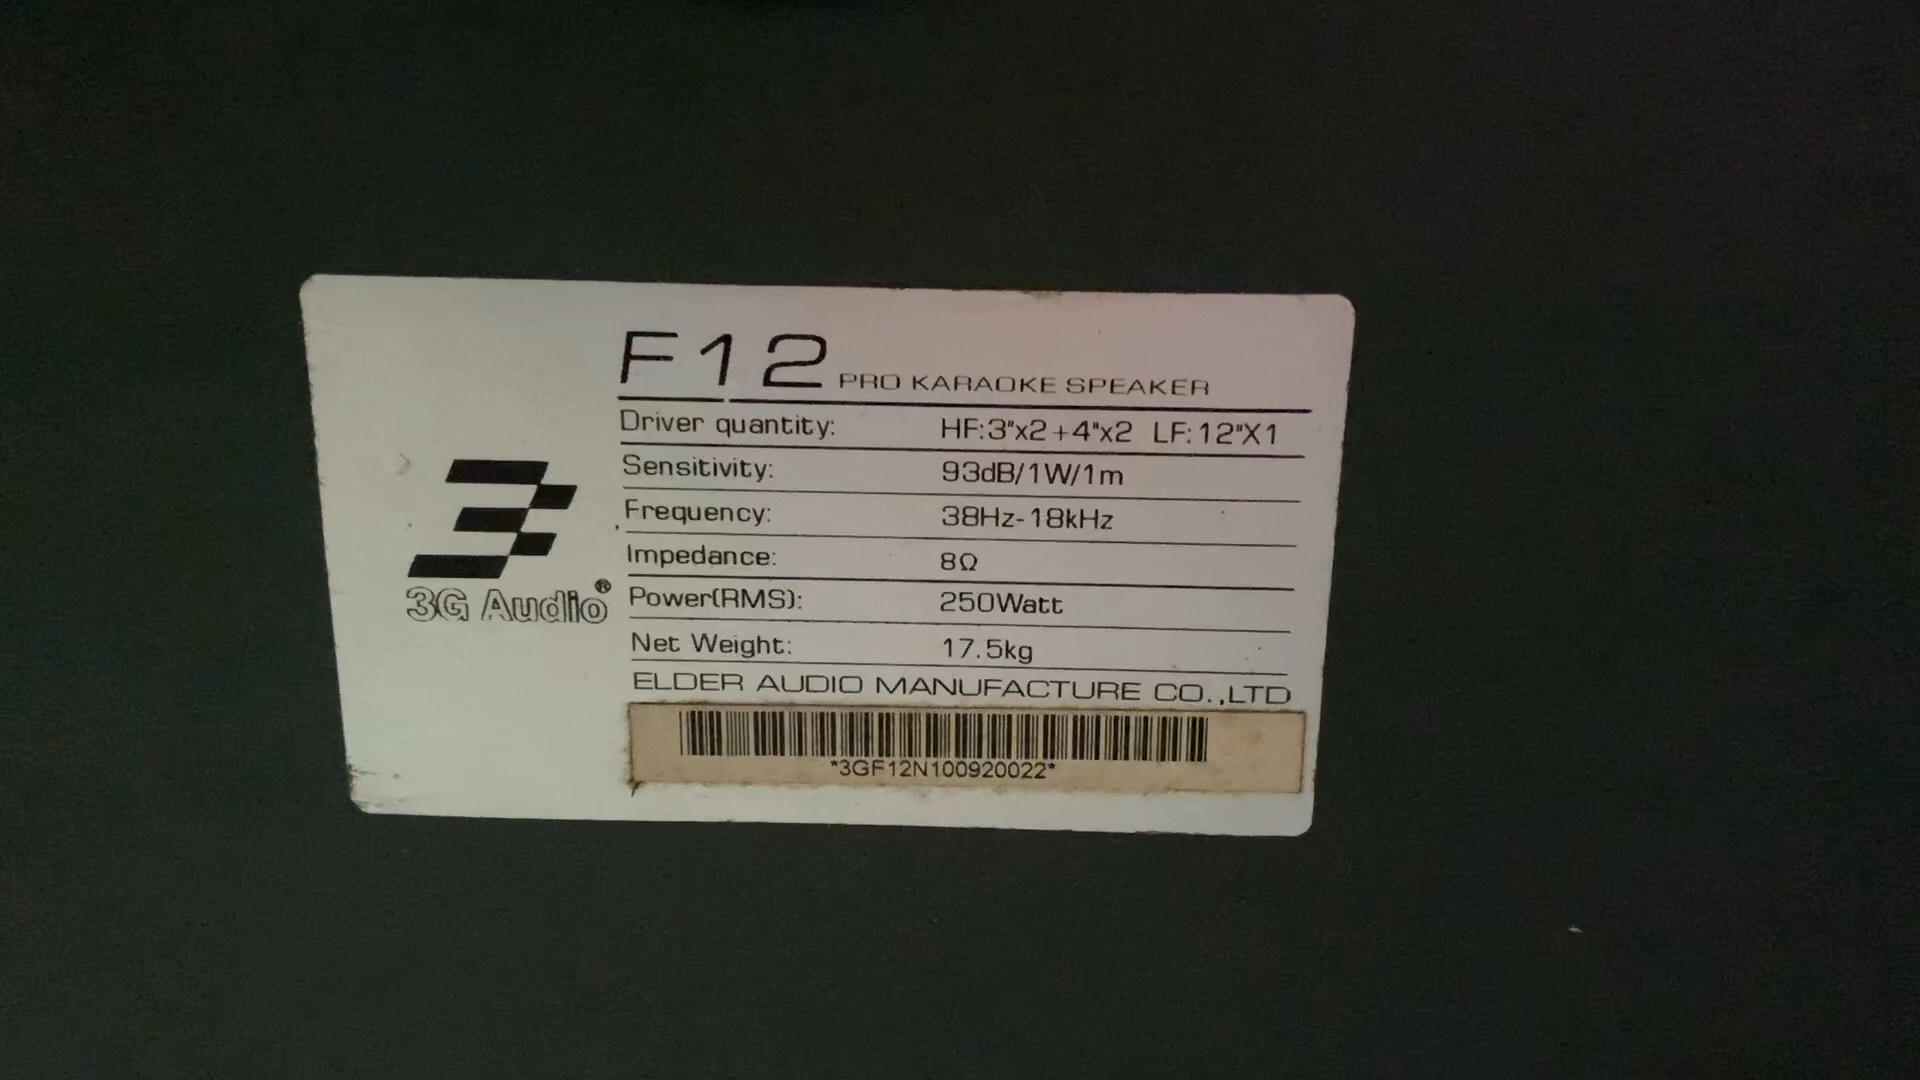 F12 PRO KARAOKE SPEAKER
Driver quantity: HF:3"x2+4"x2 LF:12"X1
Sensitivity: 93dB/1W/1m
Frequency: 38Hz-18kHz
Impedance: 8Ω
Power(RMS): 250Watt
Net Weight: 17.5kg
ELDER AUDIO MANUFACTURE CO.,LTD
*3GF12N100920022*
3G Audio®